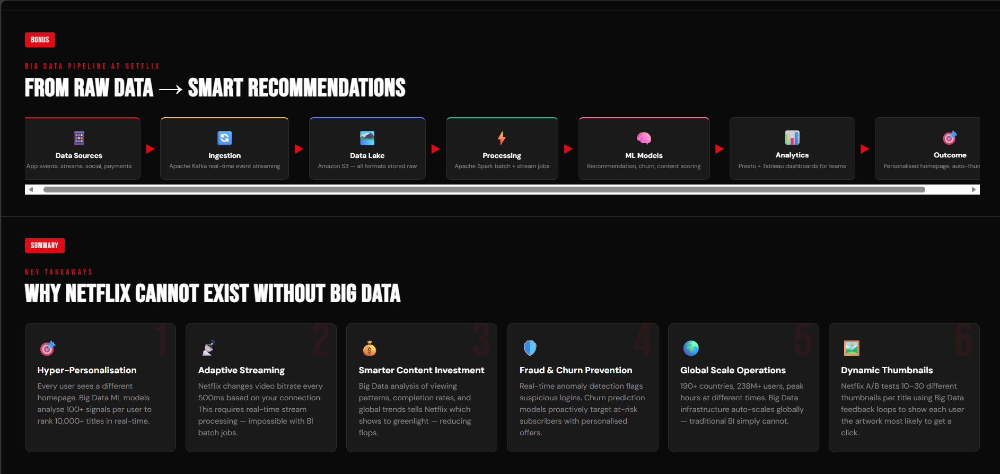 BONUS
BIG DATA PIPELINE AT NETFLIX
FROM RAW DATA → SMART RECOMMENDATIONS
Data Sources
App events, streams, social, payments
Ingestion
Apache Kafka real-time event streaming
Data Lake
Amazon S3 — all formats stored raw
Processing
Apache Spark batch + stream jobs
ML Models
Recommendation, churn, content scoring
Analytics
Presto + Tableau dashboards for teams
Outcome
Personalised homepage,
SUMMARY
KEY TAKEAWAYS
WHY NETFLIX CANNOT EXIST WITHOUT BIG DATA
1
Hyper-Personalisation
Every user sees a different
homepage. Big Data ML models
analyse 100+ signals per user to
rank 10,000+ titles in real-time.
2
Adaptive Streaming
Netflix changes video bitrate every
500ms based on your connection.
This requires real-time stream
processing — impossible with BI
batch jobs.
3
Smarter Content Investment
Big Data analysis of viewing
patterns, completion rates, and
global trends tells Netflix which
shows to greenlight — reducing
flops.
4
Fraud & Churn Prevention
Real-time anomaly detection flags
suspicious logins. Churn prediction
models proactively target at-risk
subscribers with personalised
offers.
5
Global Scale Operations
190+ countries, 238M+ users, peak
hours at different times. Big Data
infrastructure auto-scales globally
— traditional BI simply cannot.
6
Dynamic Thumbnails
Netflix A/B tests 10–30 different
thumbnails per title using Big Data
feedback loops to show each user
the artwork most likely to get a
click.